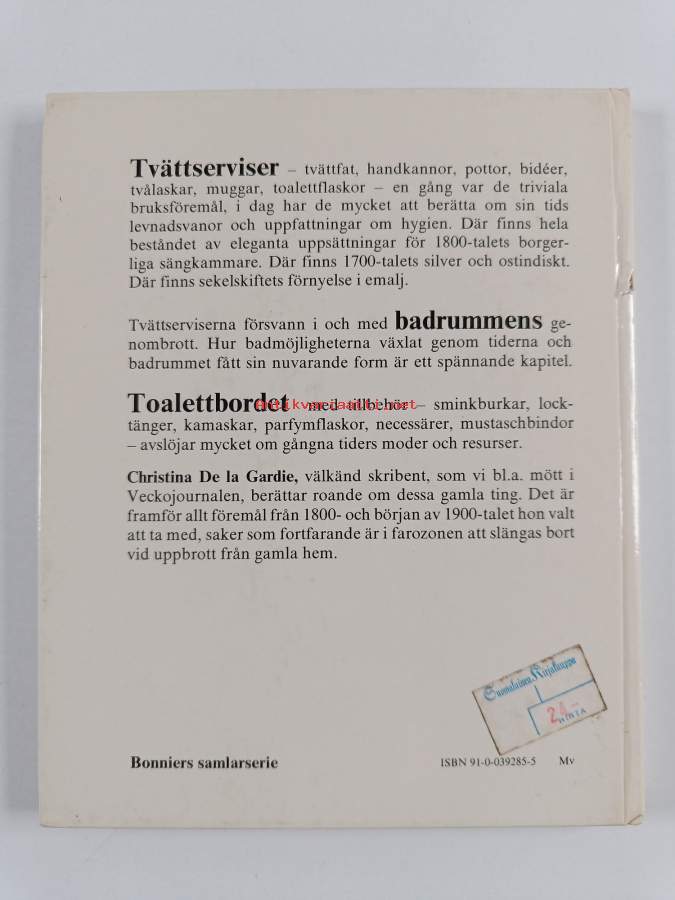 Tvättserviser – tvättfat, handkannor, pottor, bidéer,
tvålaskar, muggar, toalettflaskor – en gång var de triviala
bruksföremål, i dag har de mycket att berätta om sin tids
levnadsvanor och uppfattningar om hygien. Där finns hela
beståndet av eleganta uppsättningar för 1800-talets borger-
liga sängkammare. Där finns 1700-talets silver och ostindiskt.
Där finns sekelskiftets förnyelse i emalj.
Tvättserviserna försvann i och med badrummens ge-
nombrott. Hur badmöjligheterna växlat genom tiderna och
badrummet fått sin nuvarande form är ett spännande kapitel.
Toalettbordet med tillbehör – sminkburkar, lock-
Antikvariaatti.net
tänger, kamaskar, parfymflaskor, necessärer, mustaschbindor
– avslöjar mycket om gångna tiders moder och resurser.
Christina De la Gardie, välkänd skribent, som vi bl.a. mött i
Veckojournalen, berättar roande om dessa gamla ting. Det är
framför allt föremål från 1800- och början av 1900-talet hon valt
att ta med, saker som fortfarande är i farozonen att slängas bort
vid uppbrott från gamla hem.
Suomalainen Kirjakauppa
24.-
HINTA
Bonniers samlarserie
ISBN 91-0-039285-5 Mv